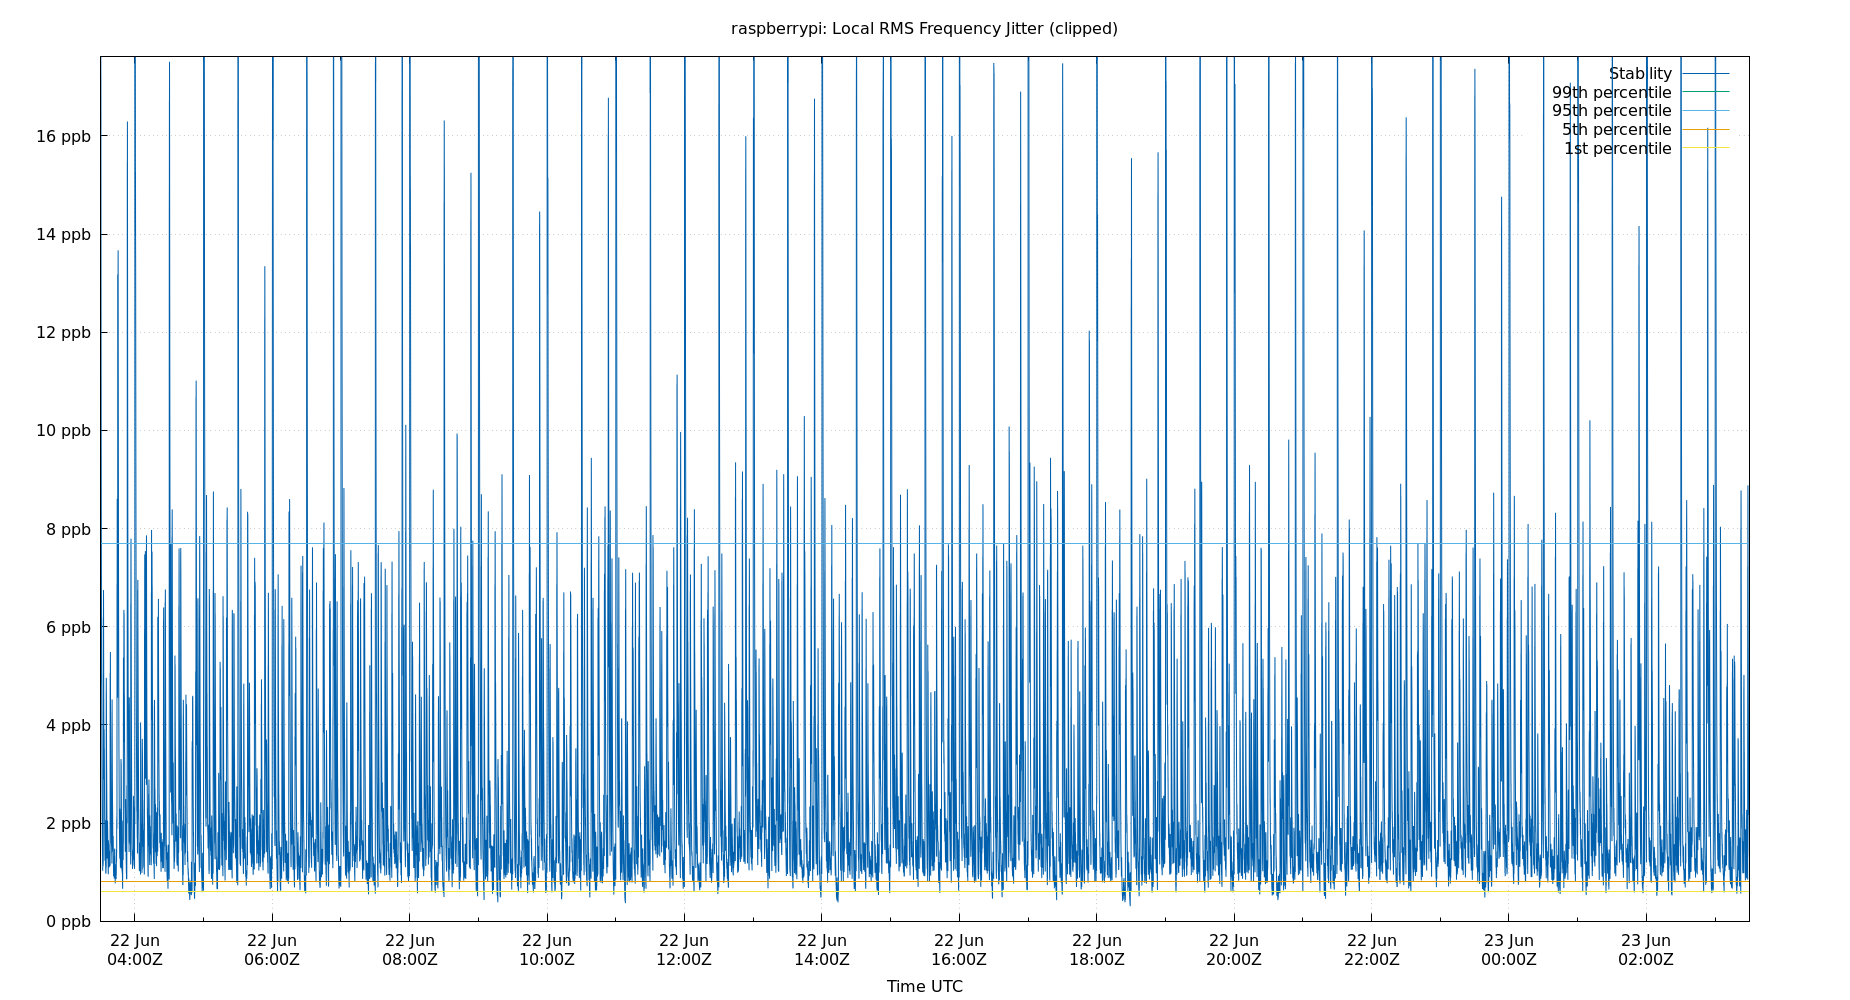 raspberrypi: Local RMS Frequency Jitter (clipped)
Stability
99th percentile
95th percentile
5th percentile
1st percentile
16 ppb
14 ppb
12 ppb
10 ppb
8 ppb
6 ppb
4 ppb
2 ppb
0 ppb
22 Jun 22 Jun 22 Jun 22 Jun 22 Jun 22 Jun 22 Jun 22 Jun 22 Jun 22 Jun 23 Jun 23 Jun
04:00Z 06:00Z 08:00Z 10:00Z 12:00Z 14:00Z 16:00Z 18:00Z 20:00Z 22:00Z 00:00Z 02:00Z
Time UTC